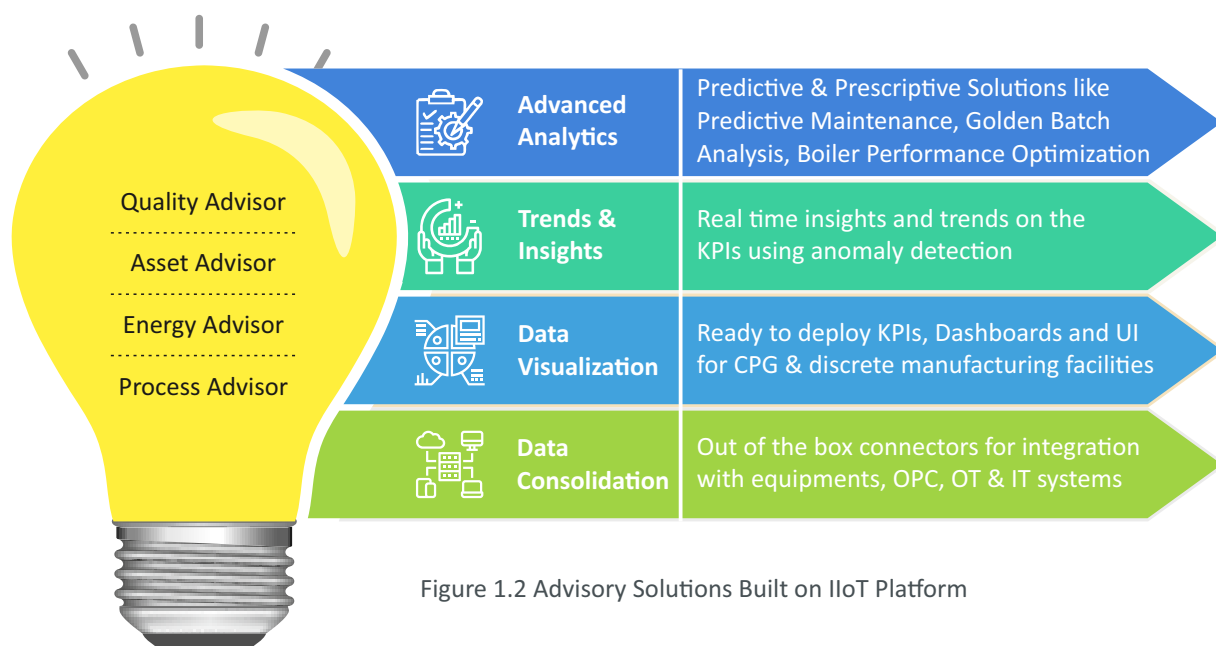 Quality Advisor
Asset Advisor
Energy Advisor
Process Advisor
Advanced
Analytics
Predictive & Prescriptive Solutions like
Predictive Maintenance, Golden Batch
Analysis, Boiler Performance Optimization
Trends &
Insights
Real time insights and trends on the
KPIs using anomaly detection
Data
Visualization
Ready to deploy KPIs, Dashboards and UI
for CPG & discrete manufacturing facilities
Data
Consolidation
Out of the box connectors for integration
with equipments, OPC, OT & IT systems
Figure 1.2 Advisory Solutions Built on IIoT Platform